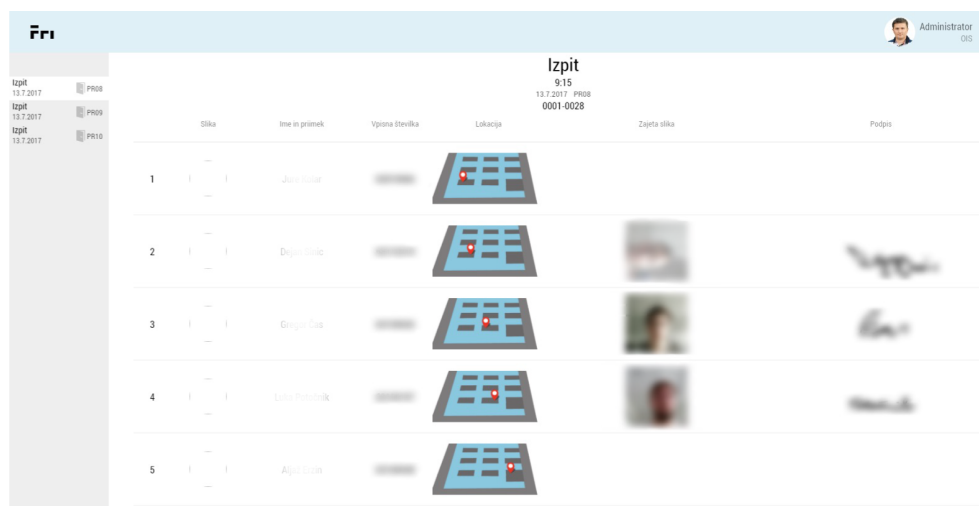 Fri
Administrator
OIS
Izpit
13.7.2017 PR08
Izpit
13.7.2017 PR09
Izpit
13.7.2017 PR10
Izpit
9:15
13.7.2017 PR08
0001-0028
Slika Ime in priimek Vpisna številka Lokacija Zajeta slika Podpis
1
2
3
4
5